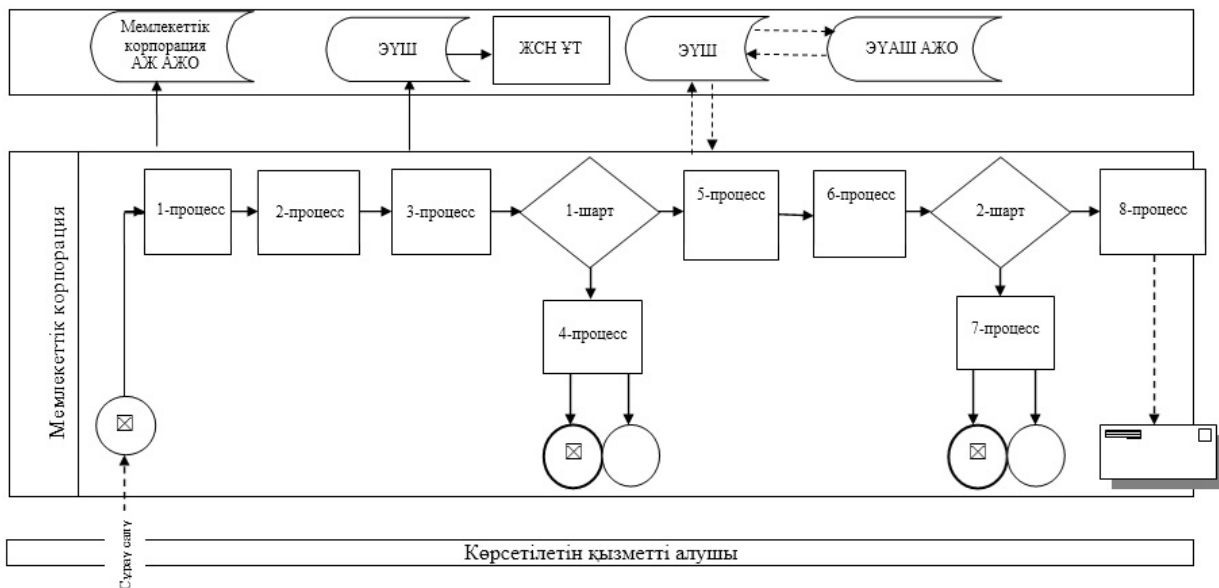 Мемлекеттік
корпорация
АЖ АЖО
ЭҮШ
ЖСН ҰТ
ЭҮШ
ЭҮАШ АЖО
Мемлекеттік корпорация
1-процесс
2-процесс
3-процесс
1-шарт
5-процесс
6-процесс
2-шарт
8-процесс
4-процесс
7-процесс
Сұрау салу
Көрсетілетін қызметті алушы